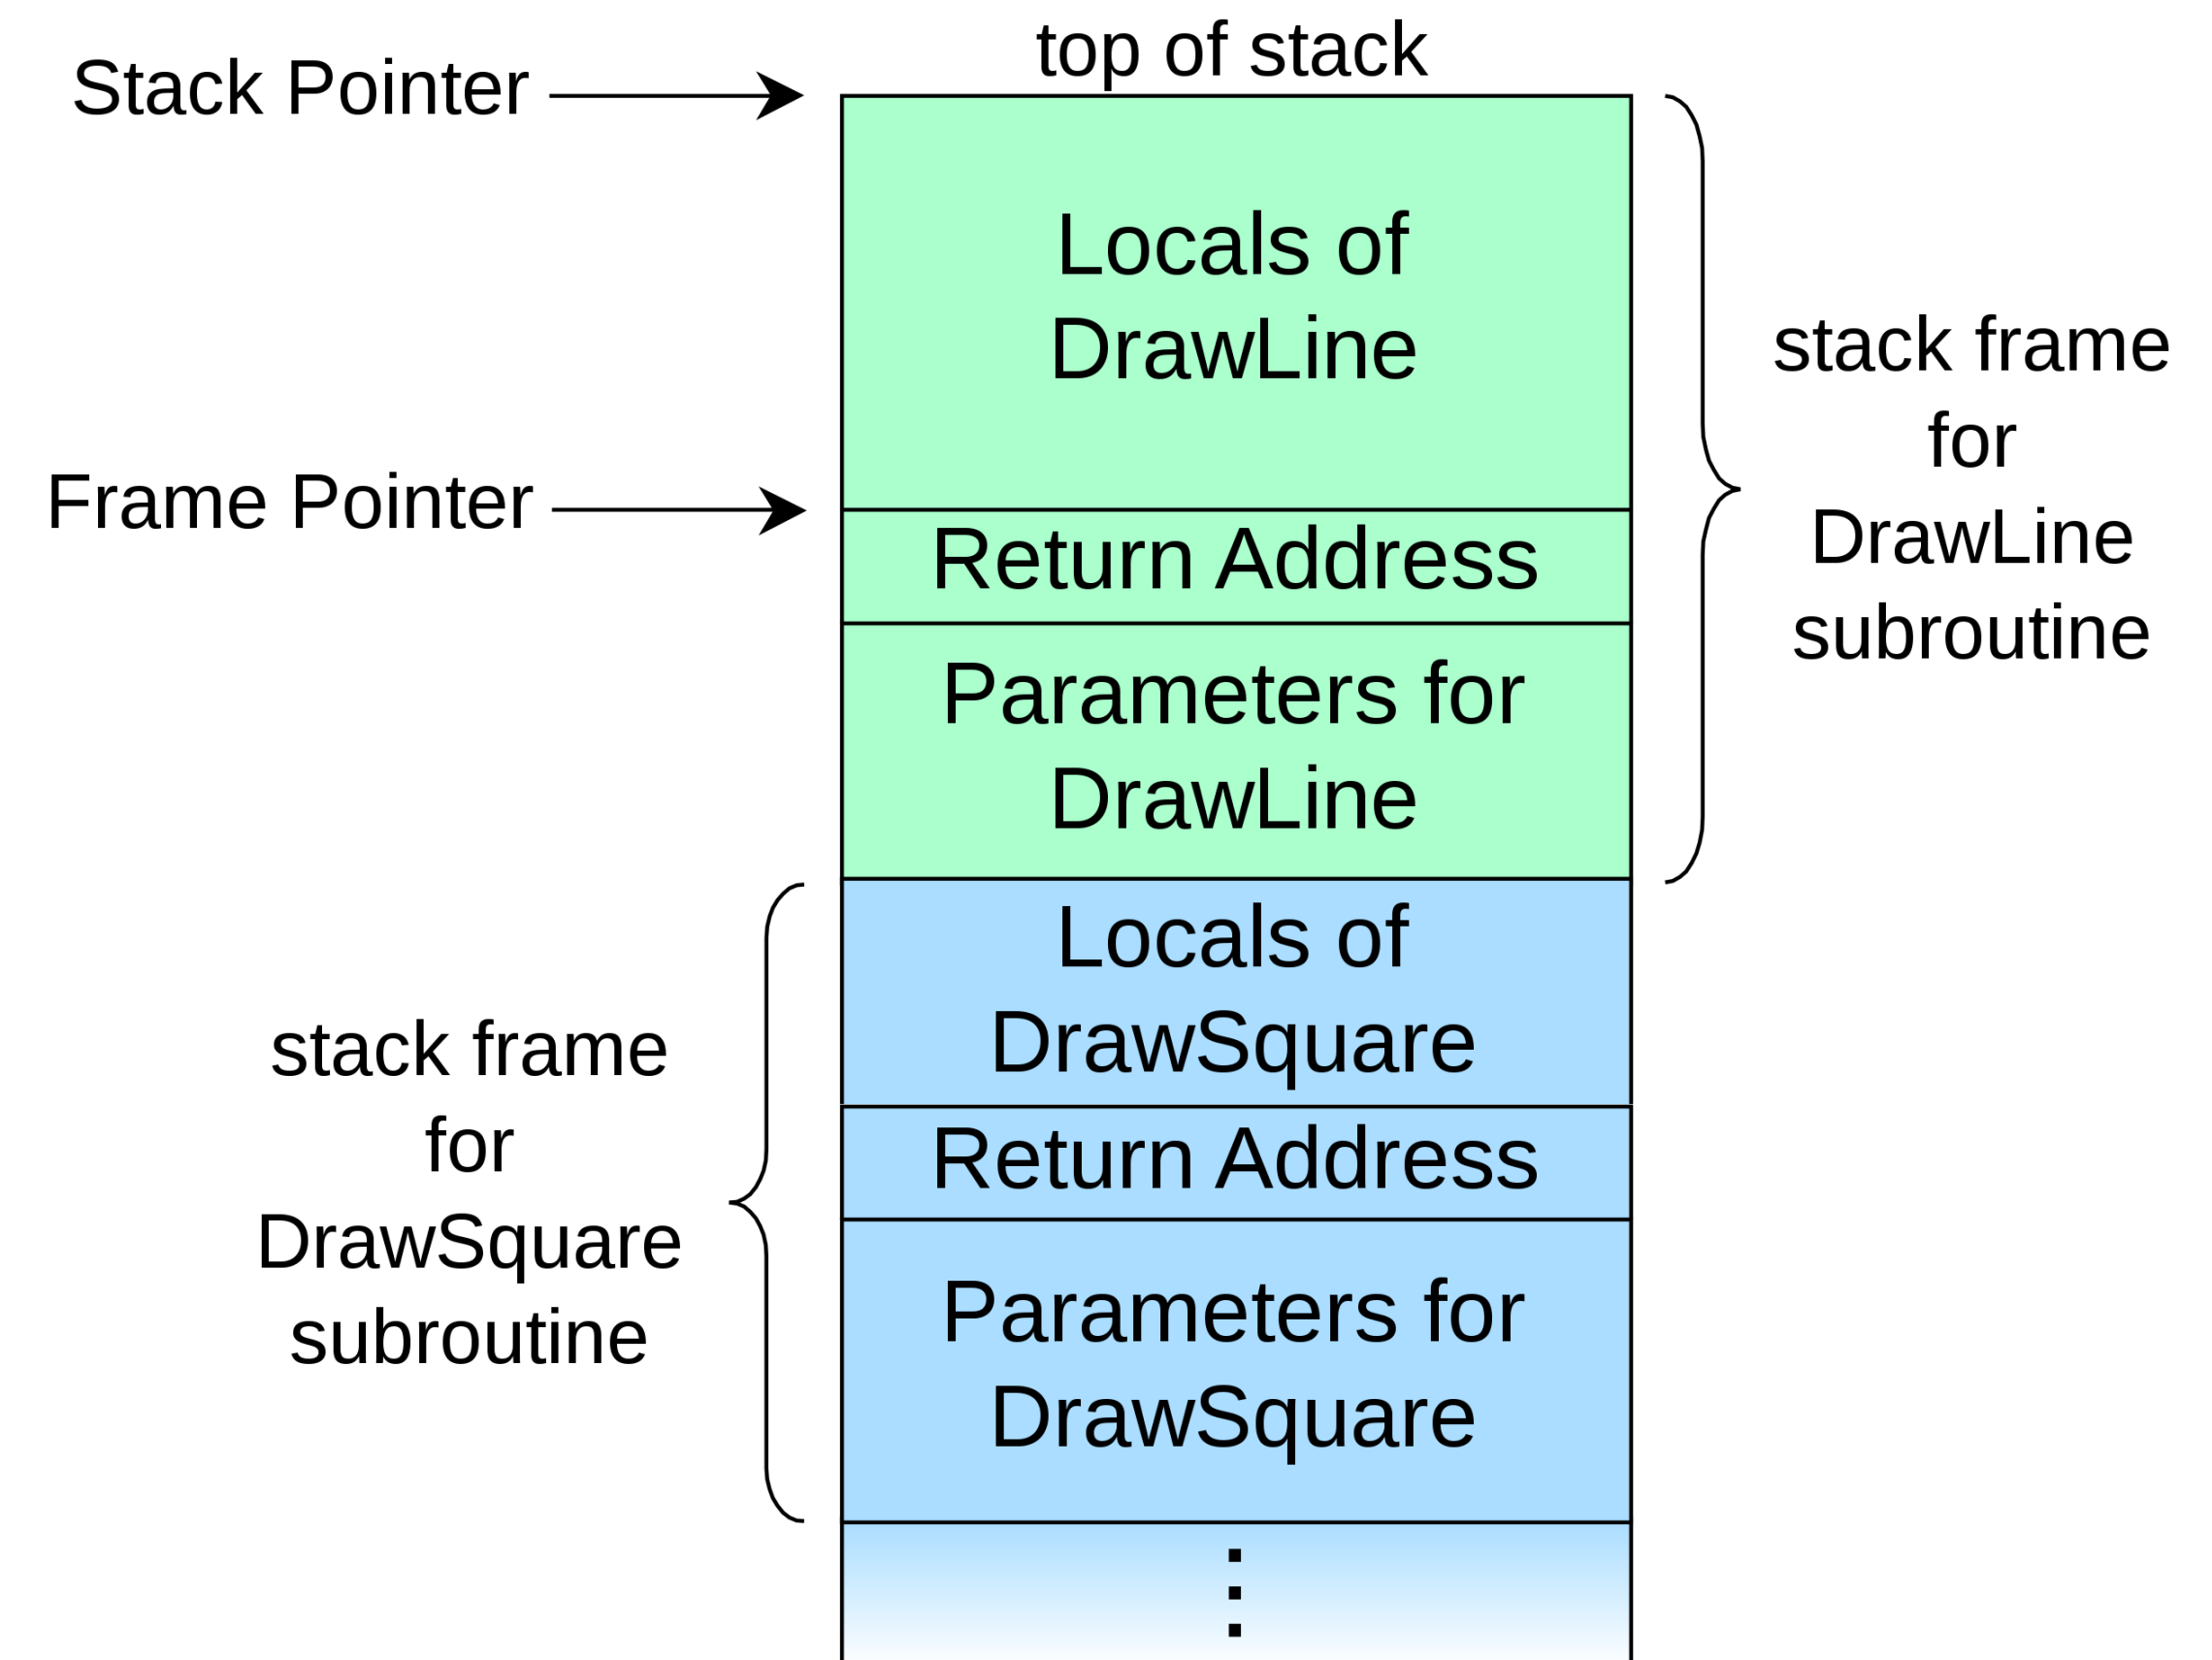 top of stack
Stack Pointer
Locals of
DrawLine
stack frame
for
DrawLine
subroutine
Frame Pointer
Return Address
Parameters for
DrawLine
Locals of
DrawSquare
stack frame
for
DrawSquare
subroutine
Return Address
Parameters for
DrawSquare